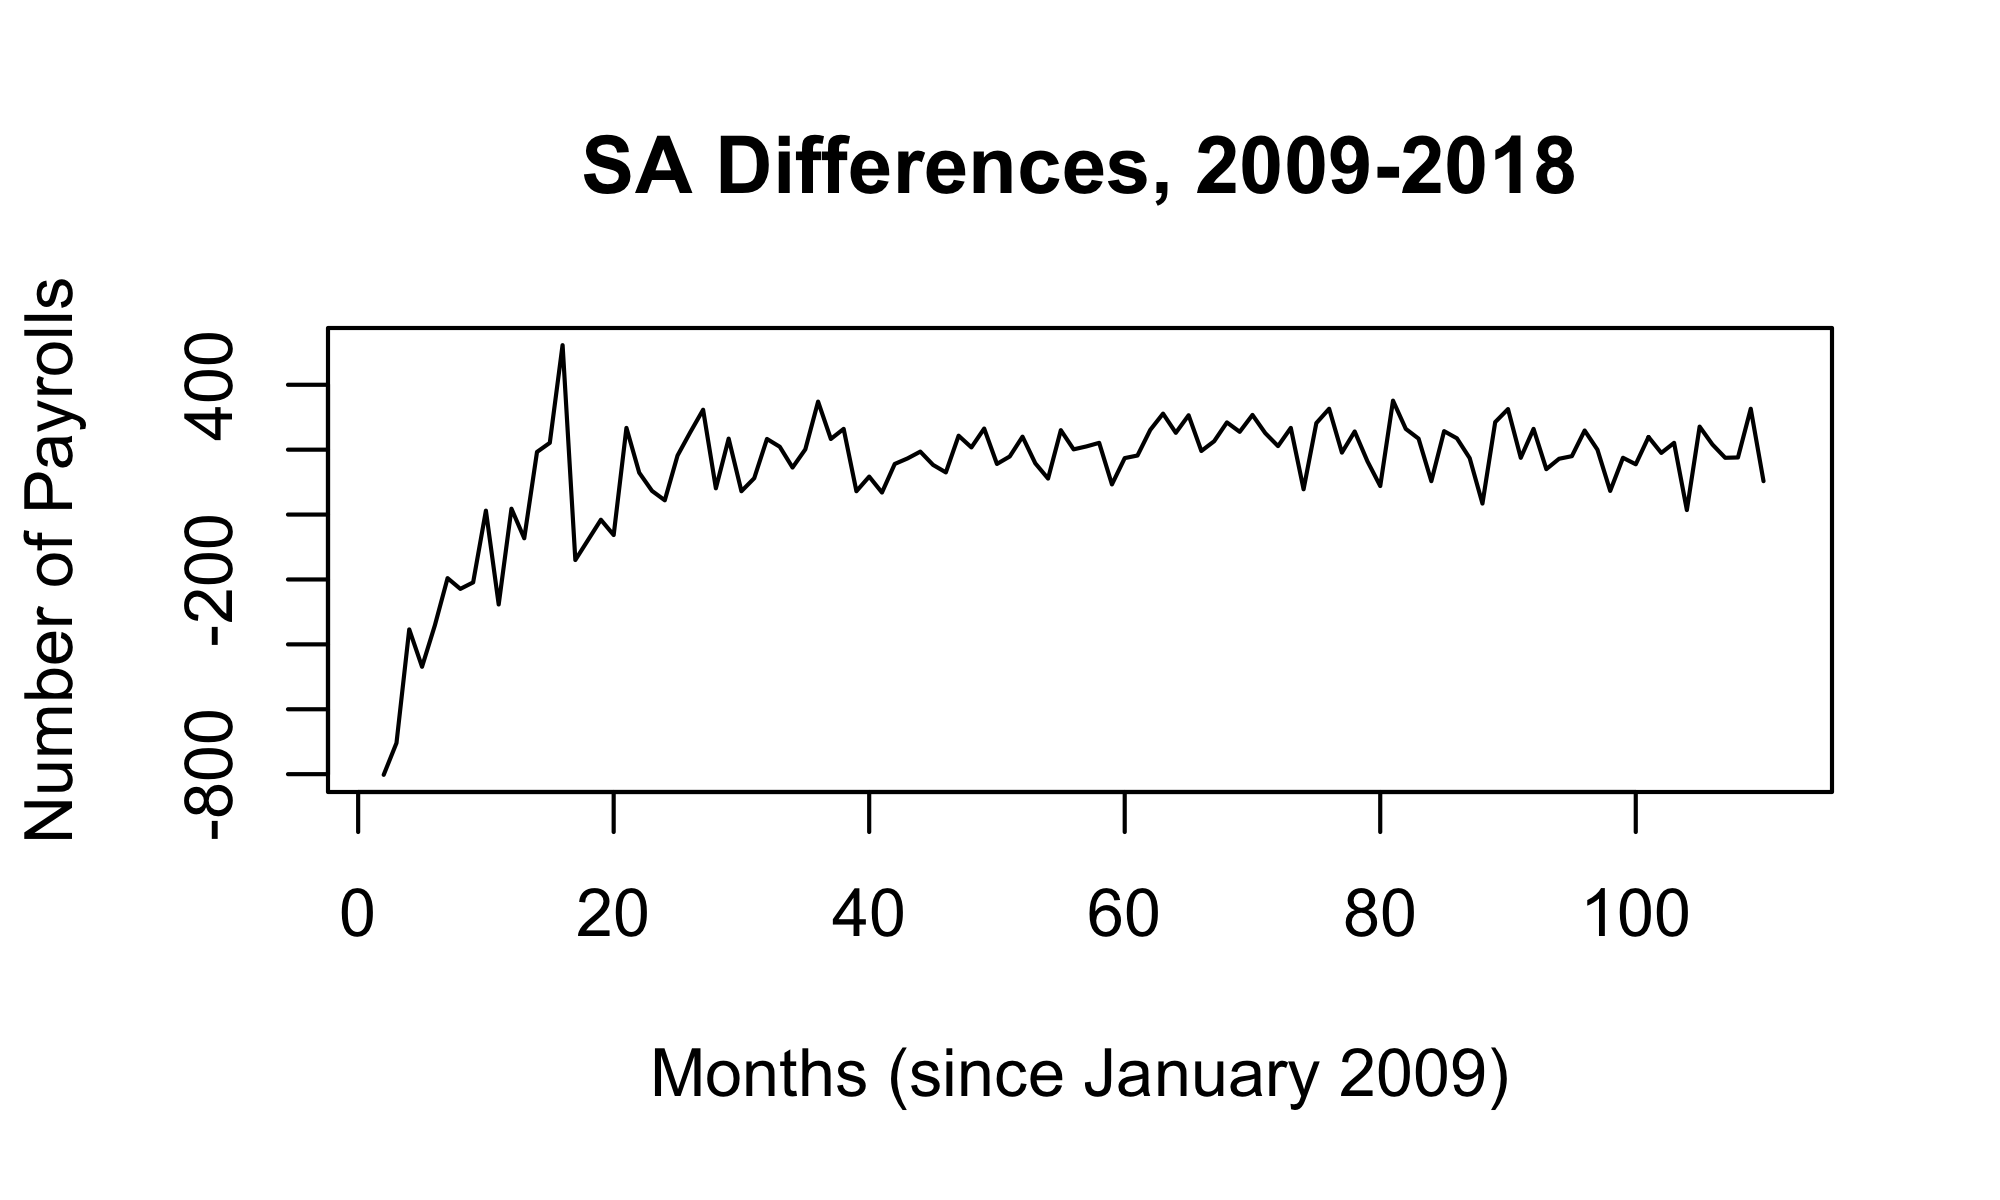 SA Differences, 2009-2018
Number of Payrolls
400
-200
-800
0 20 40 60 80 100
Months (since January 2009)